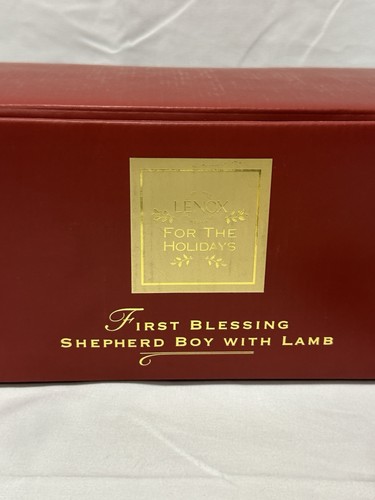 LENOX
FOR THE
HOLIDAYS
FIRST BLESSING
SHEPHERD BOY WITH LAMB